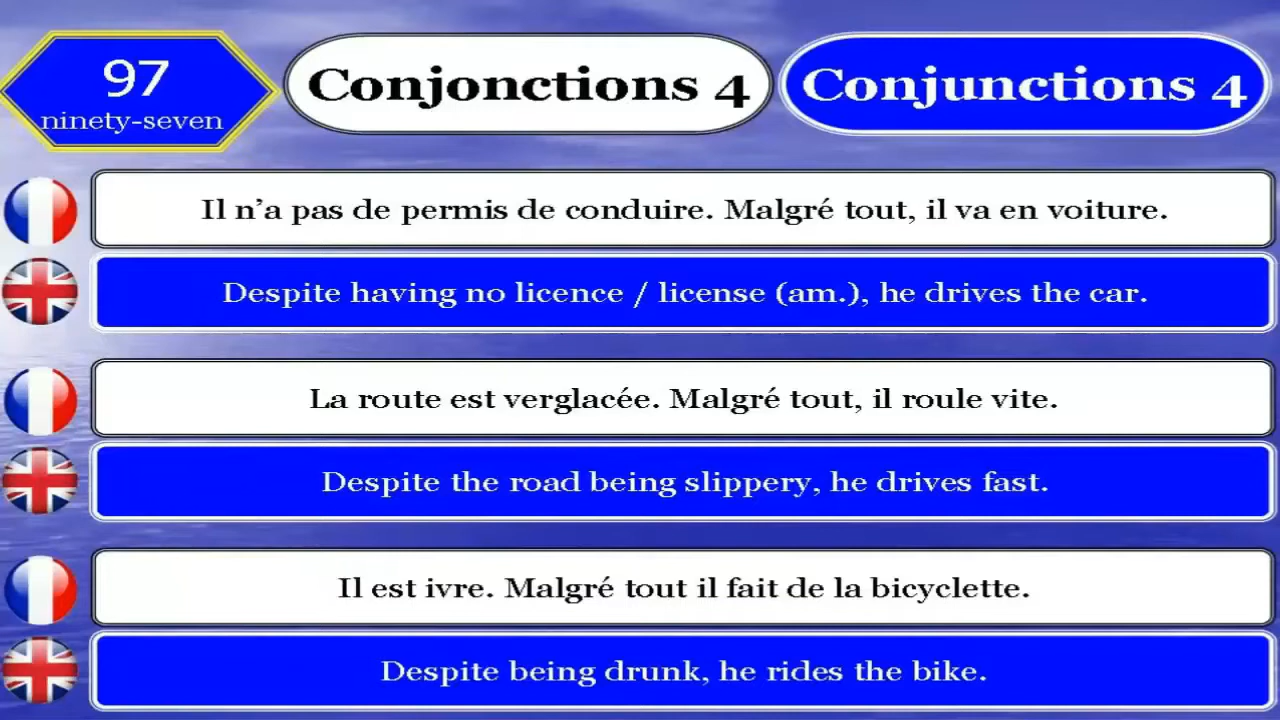 97
ninety-seven
Conjonctions 4
Conjunctions 4
Il n’a pas de permis de conduire. Malgré tout, il va en voiture.
Despite having no licence / license (am.), he drives the car.
La route est verglacée. Malgré tout, il roule vite.
Despite the road being slippery, he drives fast.
Il est ivre. Malgré tout il fait de la bicyclette.
Despite being drunk, he rides the bike.